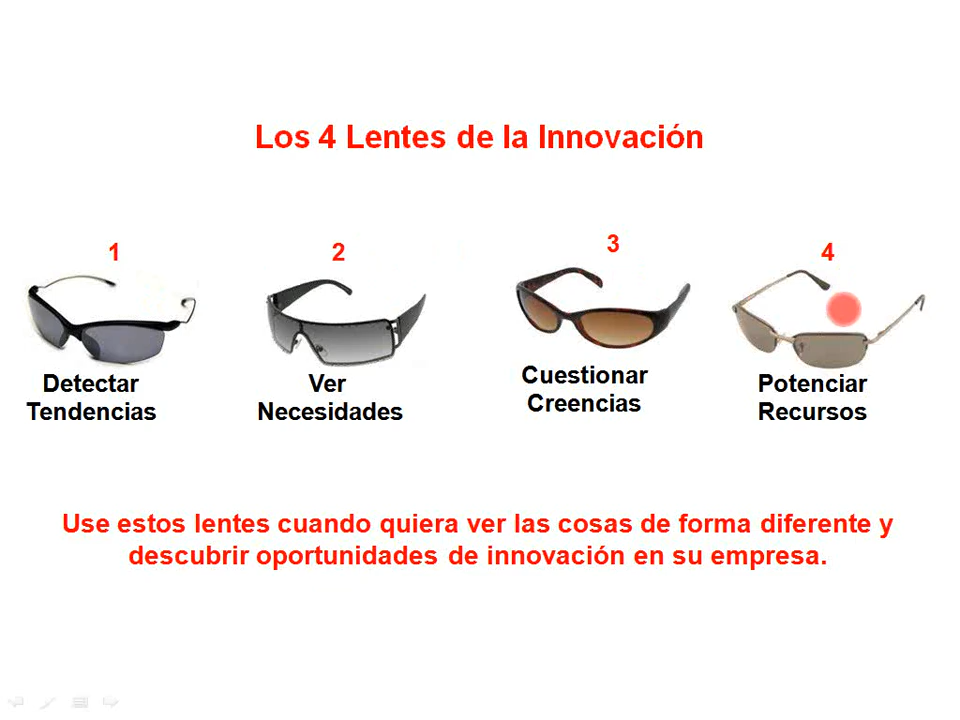 Los 4 Lentes de la Innovación
1
2
3
4
Detectar
Tendencias
Ver
Necesidades
Cuestionar
Creencias
Potenciar
Recursos
Use estos lentes cuando quiera ver las cosas de forma diferente y
descubrir oportunidades de innovación en su empresa.